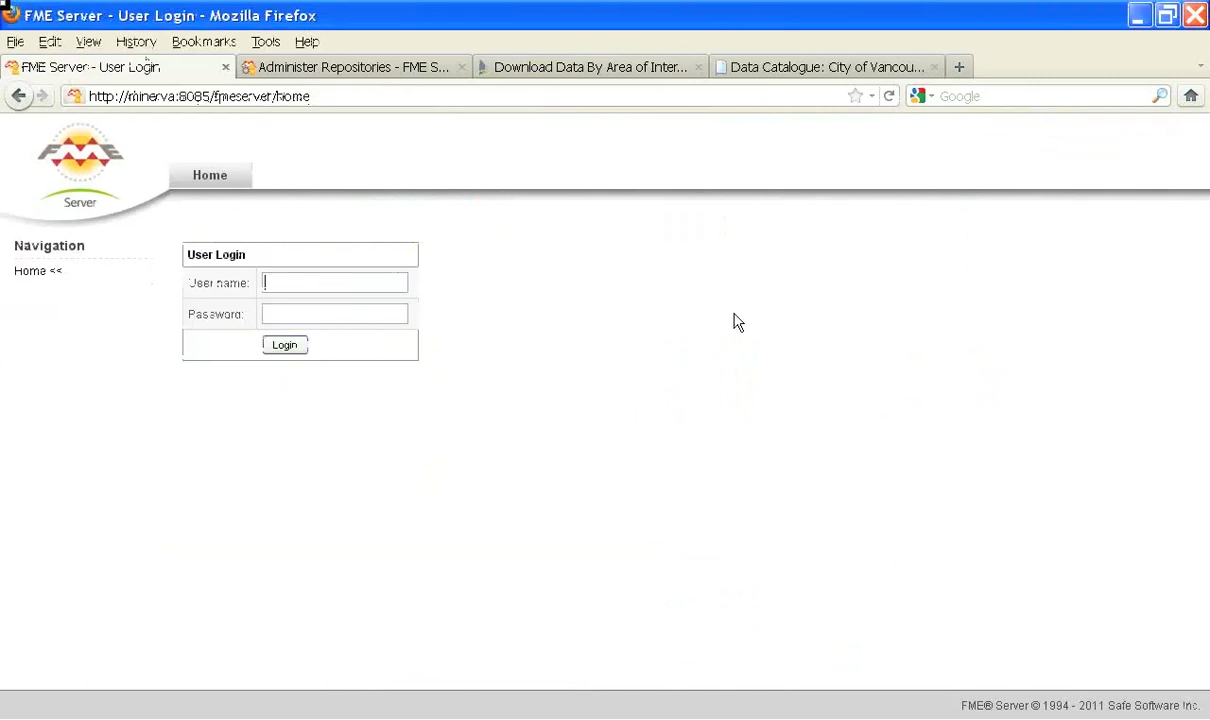 FME Server - User Login - Mozilla Firefox
File Edit View History Bookmarks Tools Help
FME Server - User Login
Administer Repositories - FME S...
Download Data By Area of Inter...
Data Catalogue: City of Vancou...
http://minerva:8085/fmeserver/home
Google
FME
Server
Home
Navigation
Home <<
User Login
User name:
Password:
Login
FME® Server © 1994 - 2011 Safe Software Inc.